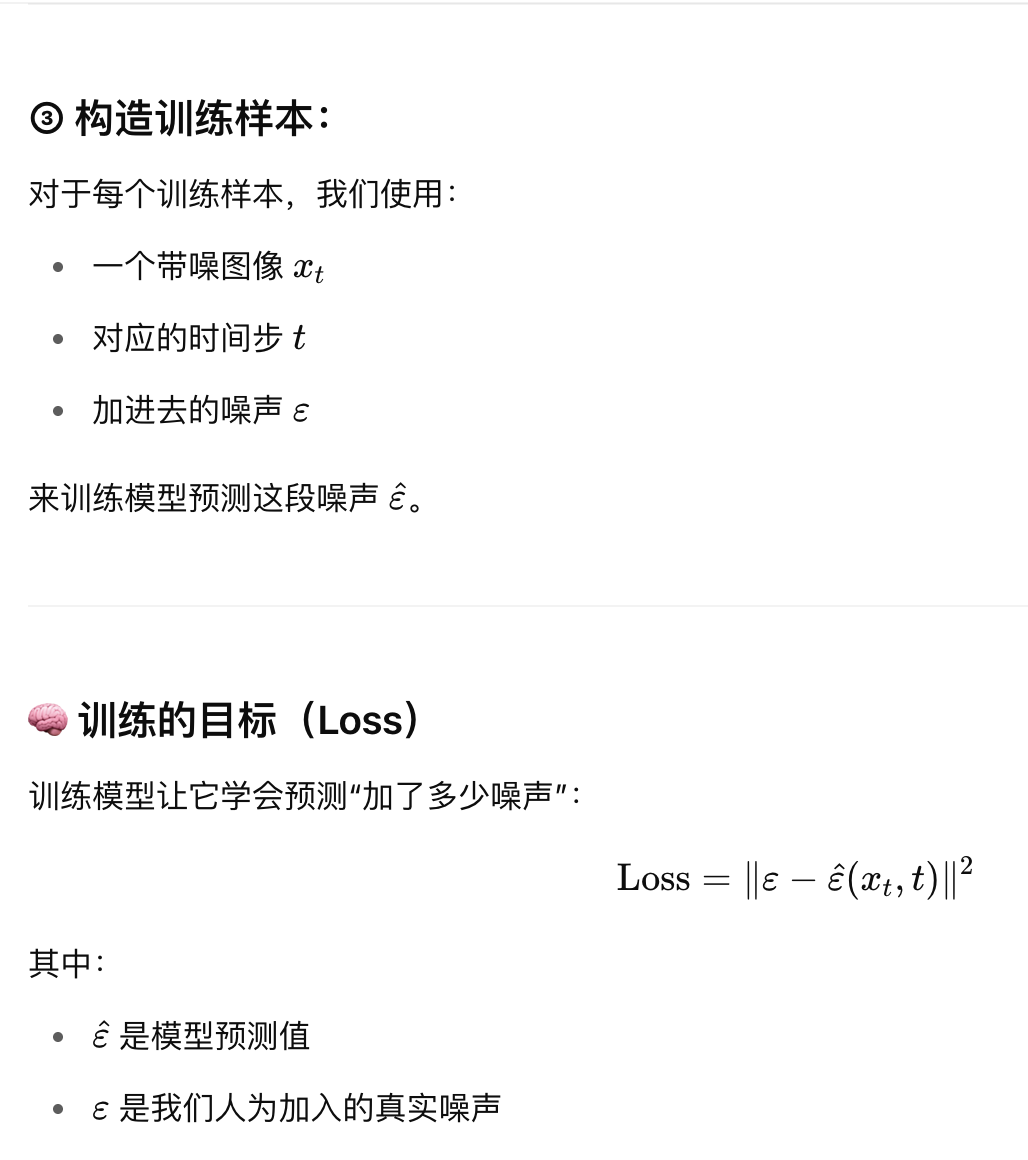 ③ 构造训练样本：
对于每个训练样本，我们使用：
• 一个带噪图像 xₜ
• 对应的时间步 t
• 加进去的噪声 ε
来训练模型预测这段噪声 ε̂。
🧠 训练的目标（Loss）
训练模型让它学会预测“加了多少噪声”：
Loss = ‖ε − ε̂(xₜ, t)‖²
其中：
• ε̂ 是模型预测值
• ε 是我们人为加入的真实噪声